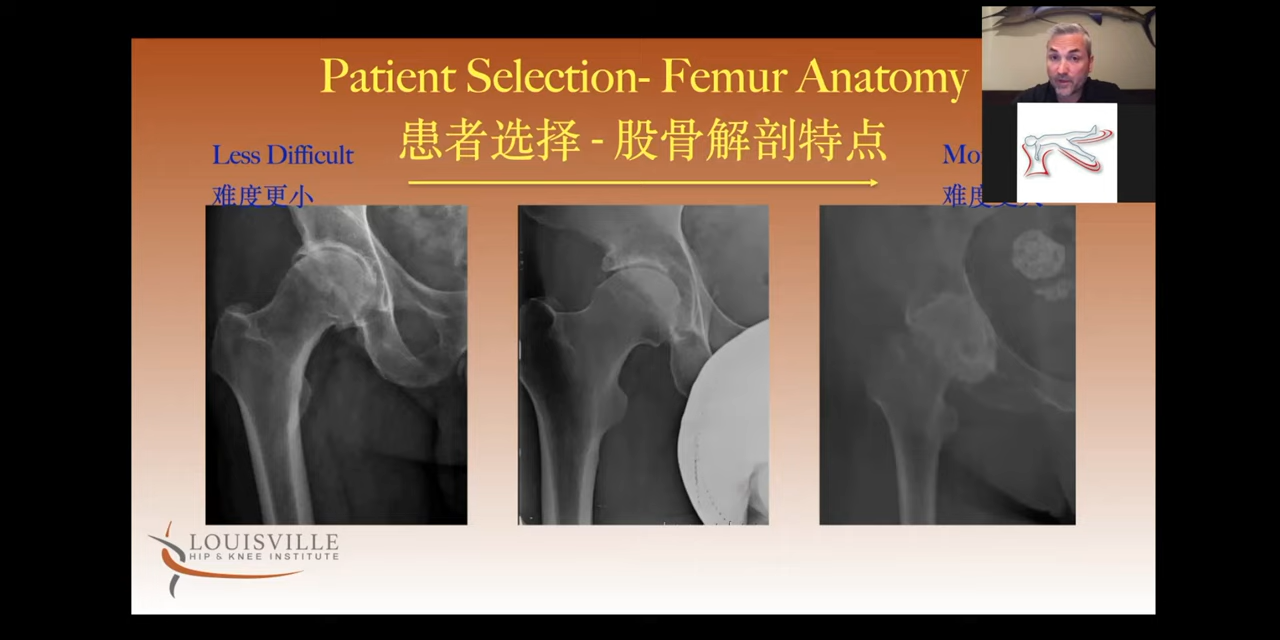 Patient Selection- Femur Anatomy
患者选择 - 股骨解剖特点
Less Difficult
难度更小
LOUISVILLE
HIP & KNEE INSTITUTE